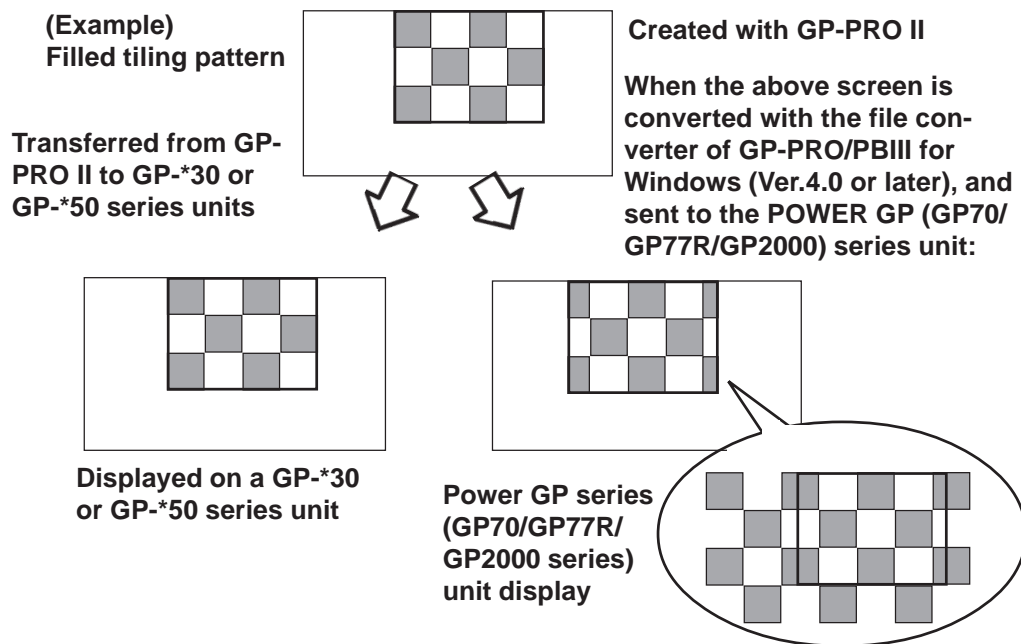 (Example)
Filled tiling pattern
Created with GP-PRO II
When the above screen is
converted with the file con-
verter of GP-PRO/PBIII for
Windows (Ver.4.0 or later), and
sent to the POWER GP (GP70/
GP77R/GP2000) series unit:
Transferred from GP-
PRO II to GP-*30 or
GP-*50 series units
Displayed on a GP-*30
or GP-*50 series unit
Power GP series
(GP70/GP77R/
GP2000 series)
unit display